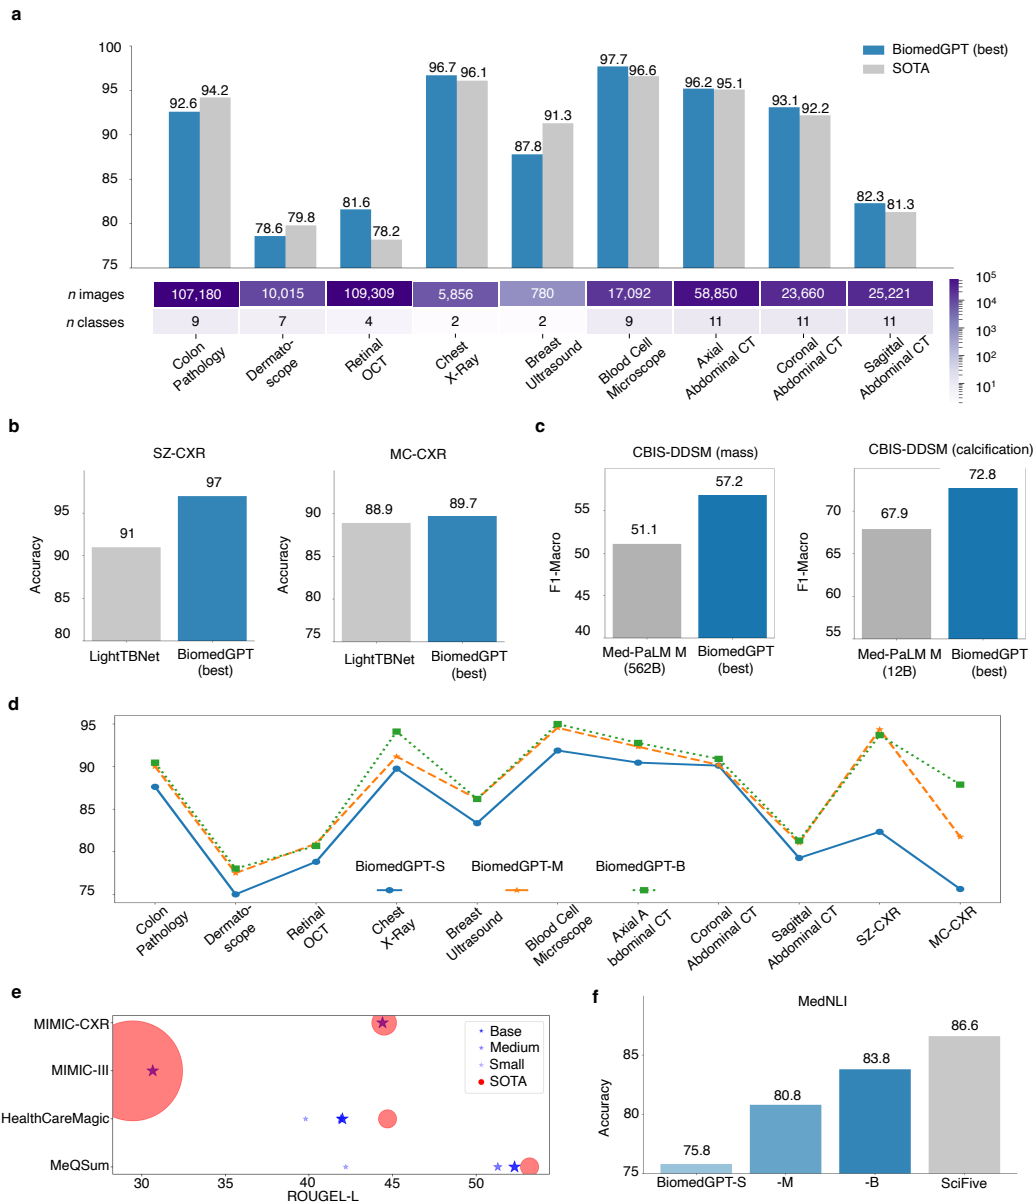 a
BiomedGPT (best)
SOTA
100
95
90
85
80
75
92.6
94.2
78.6
79.8
81.6
78.2
96.7
96.1
87.8
91.3
97.7
96.6
96.2
95.1
93.1
92.2
82.3
81.3
n images
107,180
10,015
109,309
5,856
780
17,092
58,850
23,660
25,221
n classes
9
7
4
2
2
9
11
11
11
Colon
Pathology
Dermato-
scope
Retinal
OCT
Chest
X-Ray
Breast
Ultrasound
Blood Cell
Microscope
Axial
Abdominal CT
Coronal
Abdominal CT
Sagittal
Abdominal CT
10⁵
10⁴
10³
10²
10¹
b
SZ-CXR
Accuracy
95
90
85
80
91
97
LightTBNet
BiomedGPT
(best)
MC-CXR
Accuracy
90
85
80
75
88.9
89.7
LightTBNet
BiomedGPT
(best)
c
CBIS-DDSM (mass)
F1-Macro
55
50
45
40
51.1
57.2
Med-PaLM M
(562B)
BiomedGPT
(best)
CBIS-DDSM (calcification)
F1-Macro
70
65
60
55
67.9
72.8
Med-PaLM M
(12B)
BiomedGPT
(best)
d
95
90
85
80
75
BiomedGPT-S
BiomedGPT-M
BiomedGPT-B
Colon
Pathology
Dermato-
scope
Retinal
OCT
Chest
X-Ray
Breast
Ultrasound
Blood Cell
Microscope
Axial A
bdominal CT
Coronal
Abdominal CT
Sagittal
Abdominal CT
SZ-CXR
MC-CXR
e
MIMIC-CXR
MIMIC-III
HealthCareMagic
MeQSum
Base
Medium
Small
SOTA
30
35
40
45
50
ROUGEL-L
f
MedNLI
Accuracy
85
80
75
75.8
80.8
83.8
86.6
BiomedGPT-S
-M
-B
SciFive